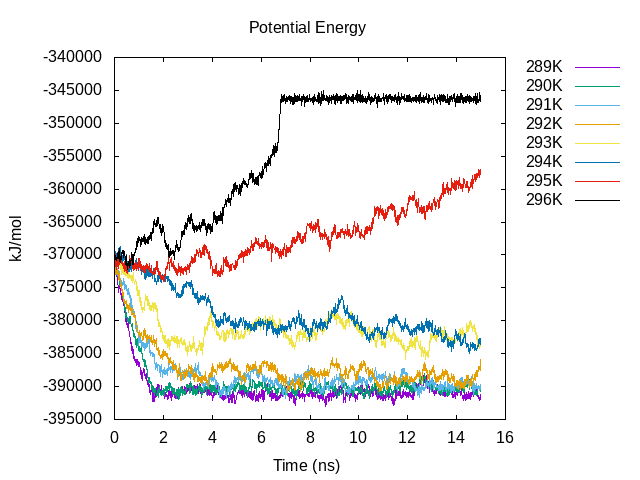 Potential Energy
-340000
-345000
-350000
-355000
-360000
-365000
-370000
-375000
-380000
-385000
-390000
-395000
kJ/mol
0 2 4 6 8 10 12 14 16
Time (ns)
289K
290K
291K
292K
293K
294K
295K
296K